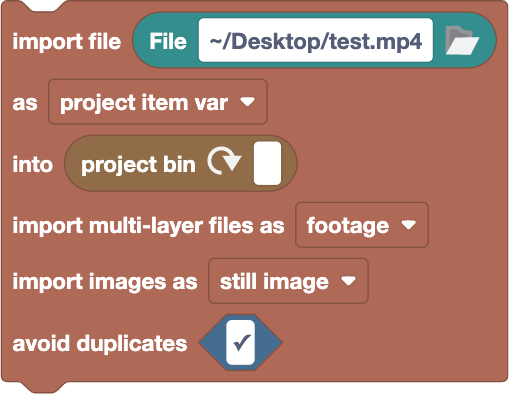 import file File ~/Desktop/test.mp4
as project item var
into project bin
import multi-layer files as footage
import images as still image
avoid duplicates ✓